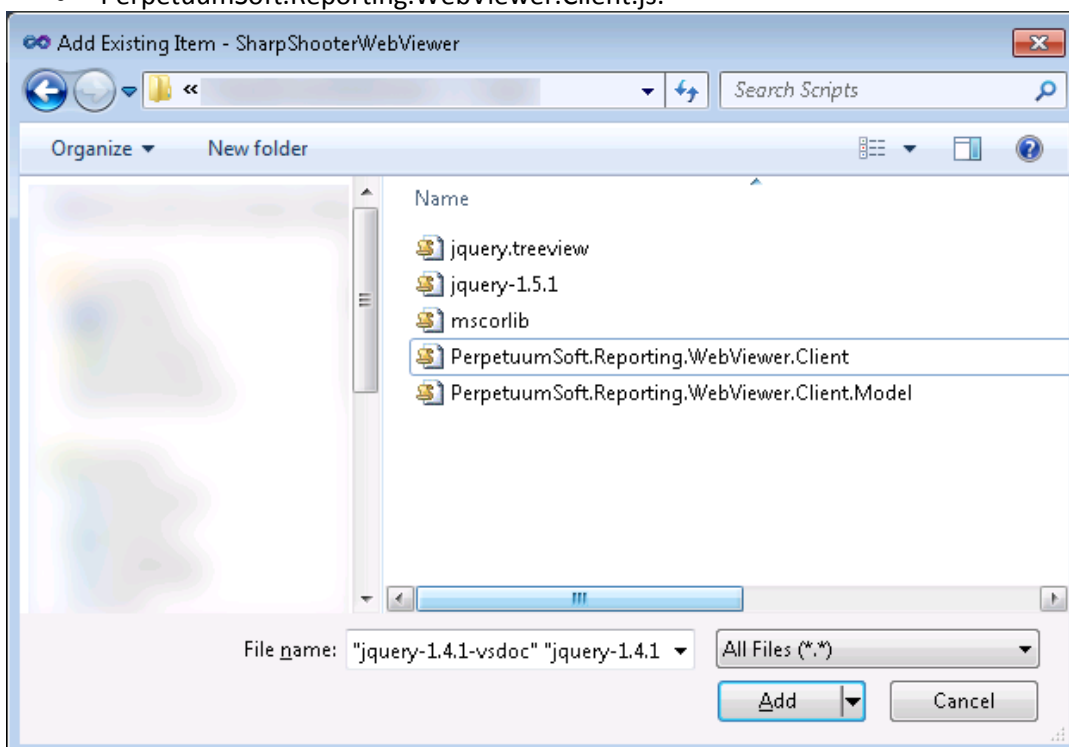 • PerpetuumSoft.Reporting.WebViewer.Client.js.
Add Existing Item - SharpShooterWebViewer
«
Search Scripts
Organize
New folder
Name
jquery.treeview
jquery-1.5.1
mscorlib
PerpetuumSoft.Reporting.WebViewer.Client
PerpetuumSoft.Reporting.WebViewer.Client.Model
File name: "jquery-1.4.1-vsdoc" "jquery-1.4.1
All Files (*.*)
Add
Cancel